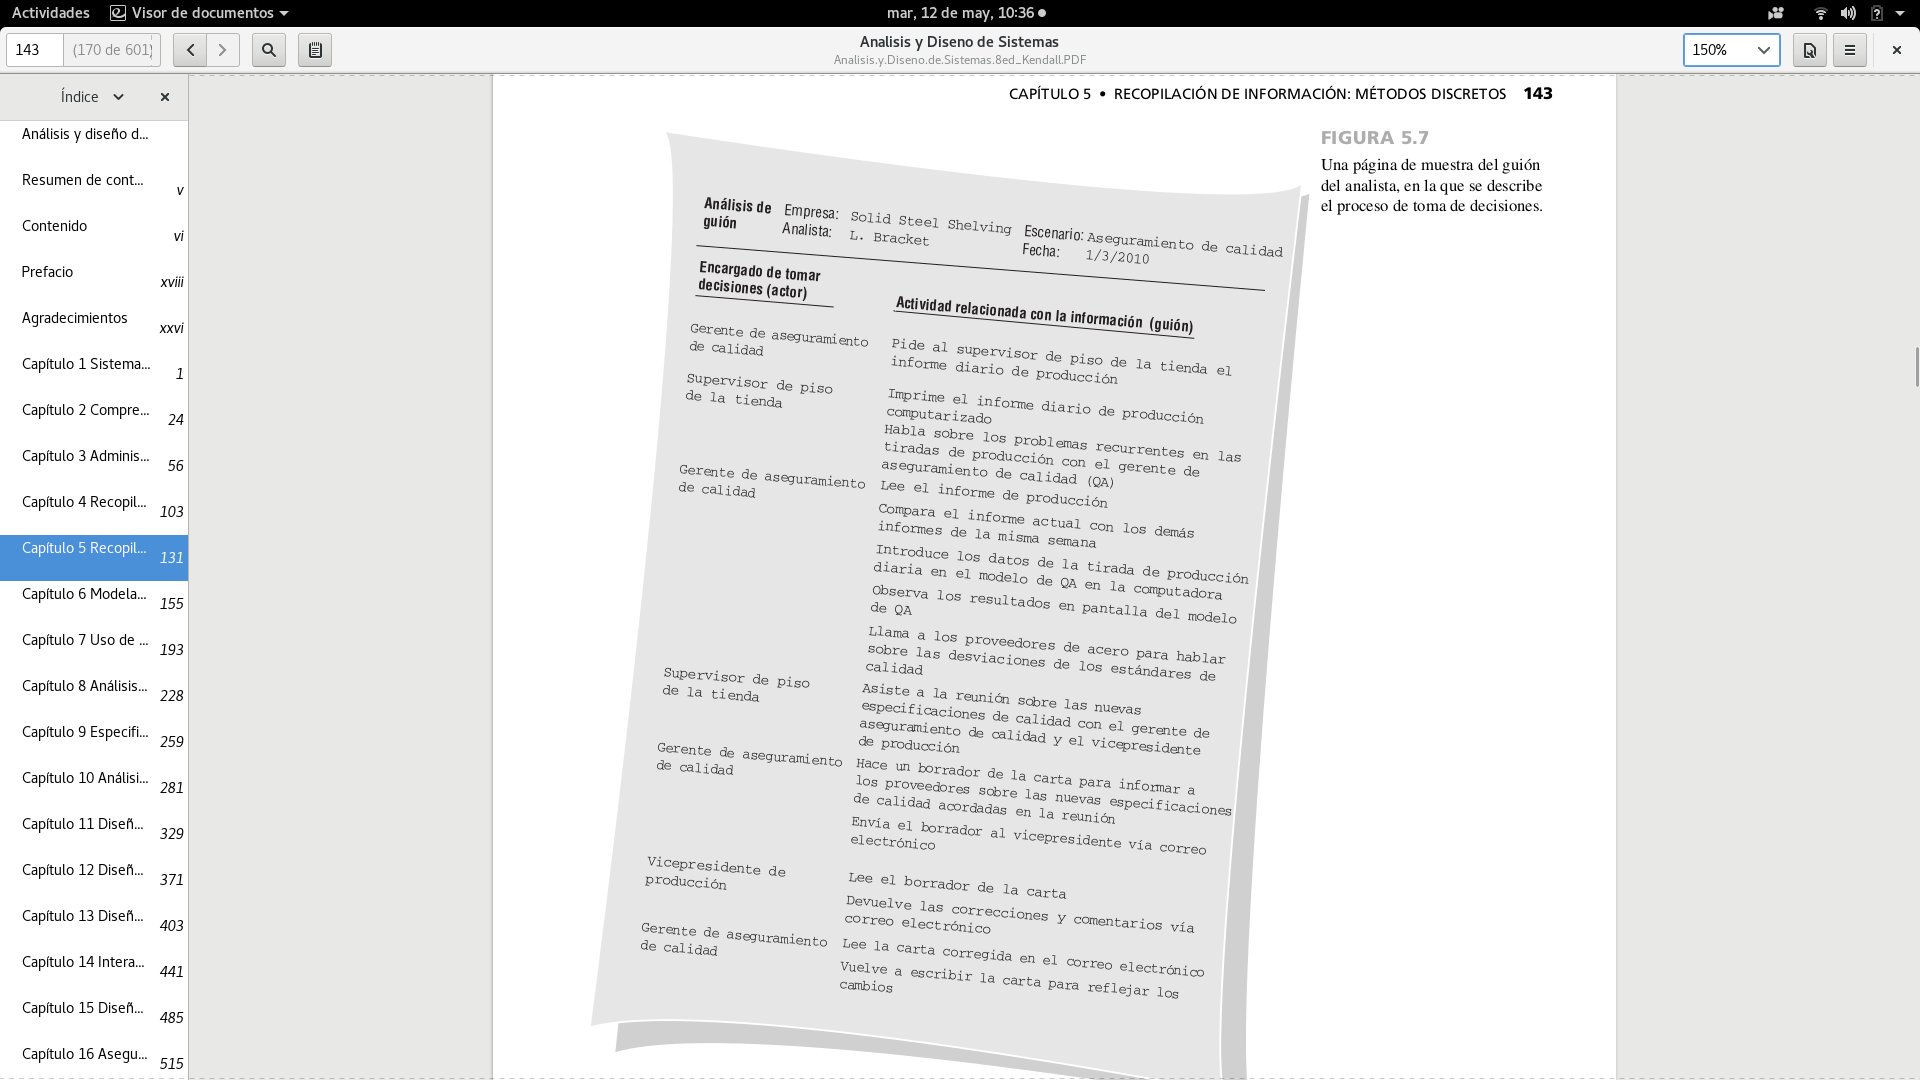 Actividades
Visor de documentos
mar, 12 de may, 10:36
143
(170 de 601)
Analisis y Diseno de Sistemas
Analisis.y.Diseno.de.Sistemas.8ed_Kendall.PDF
150%
Índice
Análisis y diseño d...
Resumen de cont...
v
Contenido
vi
Prefacio
xviii
Agradecimientos
xxvi
Capítulo 1 Sistema...
1
Capítulo 2 Compre...
24
Capítulo 3 Adminis...
56
Capítulo 4 Recopil...
103
Capítulo 5 Recopil...
131
Capítulo 6 Modela...
155
Capítulo 7 Uso de ...
193
Capítulo 8 Análisis...
228
Capítulo 9 Especifi...
259
Capítulo 10 Análisi...
281
Capítulo 11 Diseñ...
329
Capítulo 12 Diseñ...
371
Capítulo 13 Diseñ...
403
Capítulo 14 Intera...
441
Capítulo 15 Diseñ...
485
Capítulo 16 Asegu...
515
CAPÍTULO 5 • RECOPILACIÓN DE INFORMACIÓN: MÉTODOS DISCRETOS 143
FIGURA 5.7
Una página de muestra del guión
del analista, en la que se describe
el proceso de toma de decisiones.
Análisis de
guión
Empresa: Solid Steel Shelving
Analista: L. Bracket
Escenario: Aseguramiento de calidad
Fecha: 1/3/2010
Encargado de tomar
decisiones (actor)
Actividad relacionada con la información (guión)
Gerente de aseguramiento
de calidad
Pide al supervisor de piso de la tienda el
informe diario de producción
Supervisor de piso
de la tienda
Imprime el informe diario de producción
computarizado
Habla sobre los problemas recurrentes en las
tiradas de producción con el gerente de
aseguramiento de calidad (QA)
Gerente de aseguramiento
de calidad
Lee el informe de producción
Compara el informe actual con los demás
informes de la misma semana
Introduce los datos de la tirada de producción
diaria en el modelo de QA en la computadora
Observa los resultados en pantalla del modelo
de QA
Llama a los proveedores de acero para hablar
sobre las desviaciones de los estándares de
calidad
Supervisor de piso
de la tienda
Asiste a la reunión sobre las nuevas
especificaciones de calidad con el gerente de
aseguramiento de calidad y el vicepresidente
de producción
Gerente de aseguramiento
de calidad
Hace un borrador de la carta para informar a
los proveedores sobre las nuevas especificaciones
de calidad acordadas en la reunión
Envía el borrador al vicepresidente vía correo
electrónico
Vicepresidente de
producción
Lee el borrador de la carta
Devuelve las correcciones y comentarios vía
correo electrónico
Gerente de aseguramiento
de calidad
Lee la carta corregida en el correo electrónico
Vuelve a escribir la carta para reflejar los
cambios